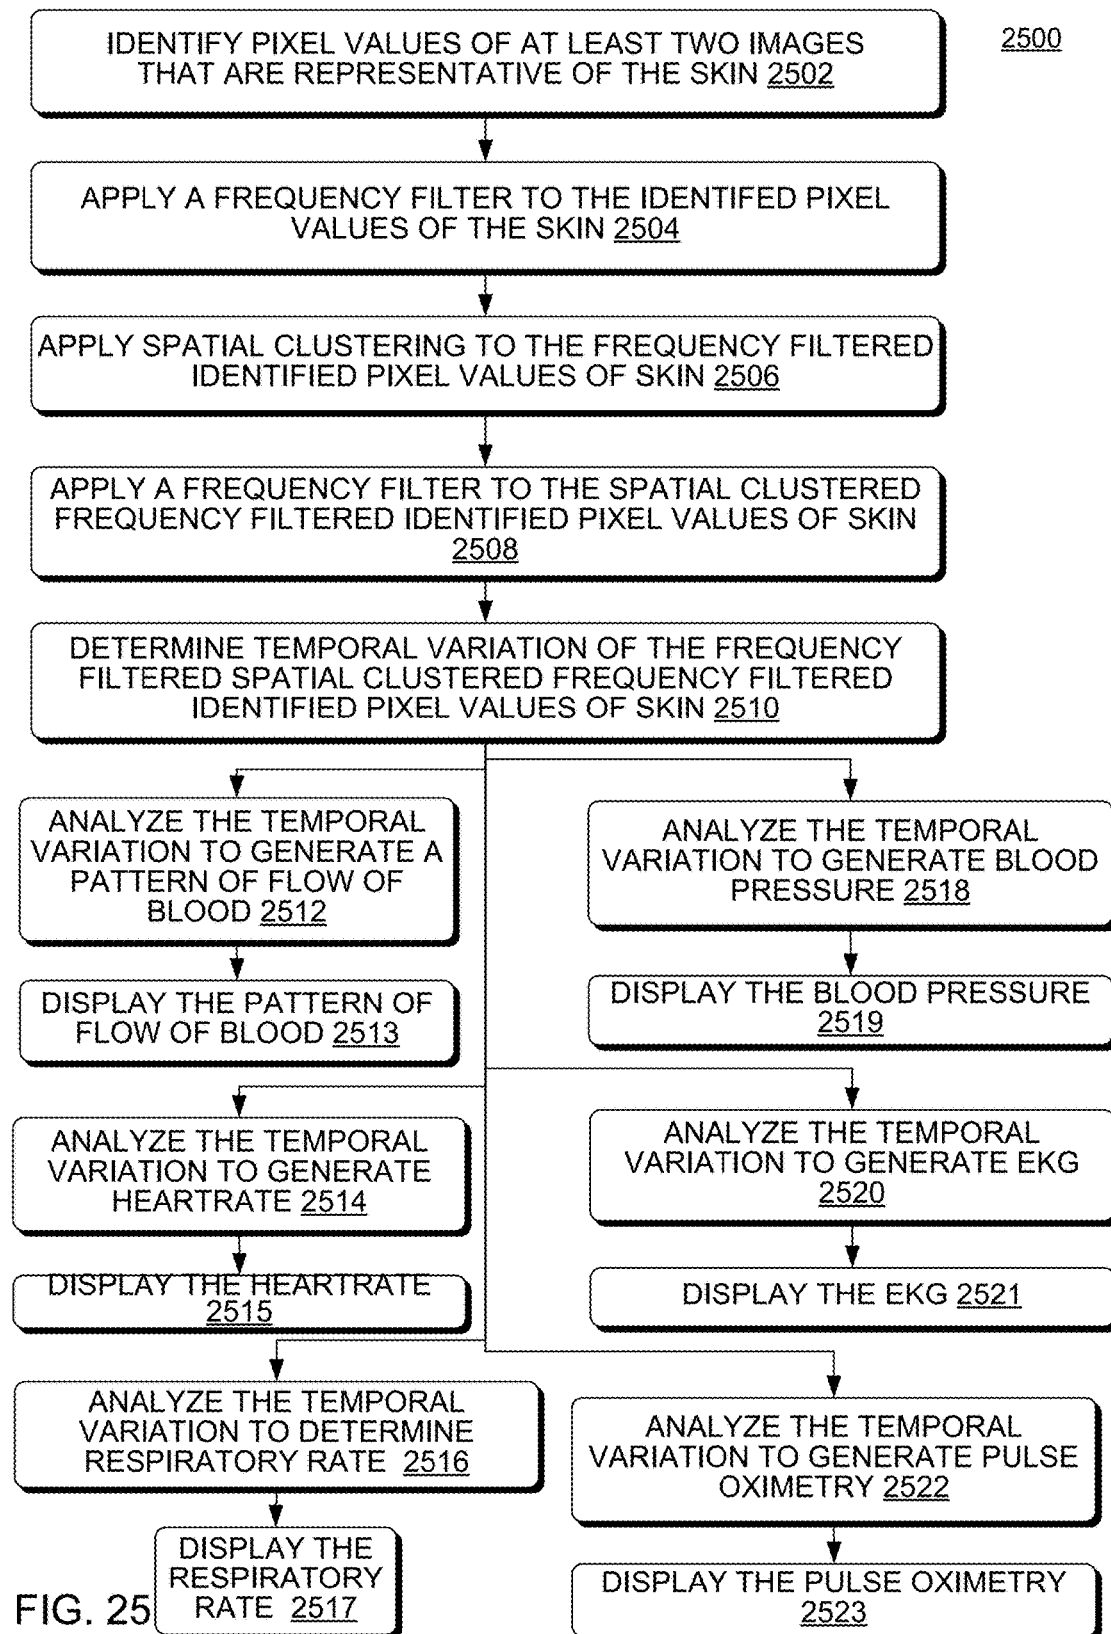 IDENTIFY PIXEL VALUES OF AT LEAST TWO IMAGES
THAT ARE REPRESENTATIVE OF THE SKIN 2502
2500
APPLY A FREQUENCY FILTER TO THE IDENTIFED PIXEL
VALUES OF THE SKIN 2504
APPLY SPATIAL CLUSTERING TO THE FREQUENCY FILTERED
IDENTIFIED PIXEL VALUES OF SKIN 2506
APPLY A FREQUENCY FILTER TO THE SPATIAL CLUSTERED
FREQUENCY FILTERED IDENTIFIED PIXEL VALUES OF SKIN
2508
DETERMINE TEMPORAL VARIATION OF THE FREQUENCY
FILTERED SPATIAL CLUSTERED FREQUENCY FILTERED
IDENTIFIED PIXEL VALUES OF SKIN 2510
ANALYZE THE TEMPORAL
VARIATION TO GENERATE A
PATTERN OF FLOW OF
BLOOD 2512
DISPLAY THE PATTERN OF
FLOW OF BLOOD 2513
ANALYZE THE TEMPORAL
VARIATION TO GENERATE BLOOD
PRESSURE 2518
DISPLAY THE BLOOD PRESSURE
2519
ANALYZE THE TEMPORAL
VARIATION TO GENERATE
HEARTRATE 2514
DISPLAY THE HEARTRATE
2515
ANALYZE THE TEMPORAL
VARIATION TO GENERATE EKG
2520
DISPLAY THE EKG 2521
ANALYZE THE TEMPORAL
VARIATION TO DETERMINE
RESPIRATORY RATE 2516
DISPLAY THE
RESPIRATORY
RATE 2517
ANALYZE THE TEMPORAL
VARIATION TO GENERATE PULSE
OXIMETRY 2522
DISPLAY THE PULSE OXIMETRY
2523
FIG. 25